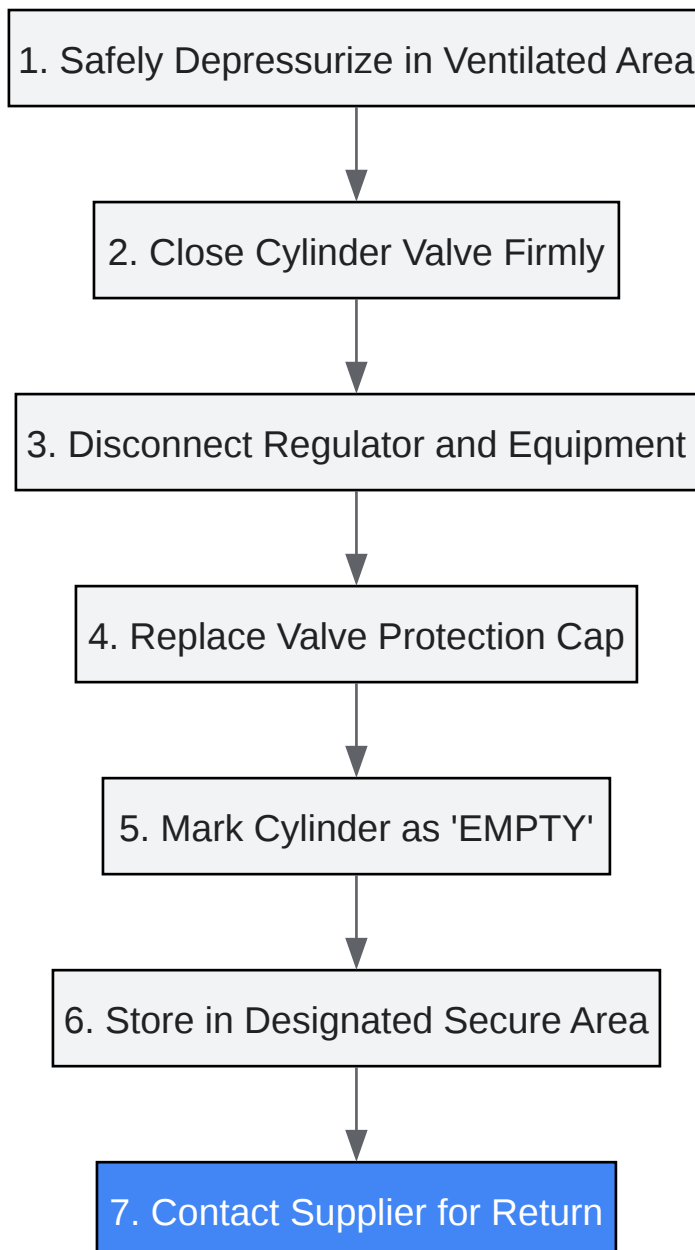 1. Safely Depressurize in Ventilated Area
2. Close Cylinder Valve Firmly
3. Disconnect Regulator and Equipment
4. Replace Valve Protection Cap
5. Mark Cylinder as 'EMPTY'
6. Store in Designated Secure Area
7. Contact Supplier for Return